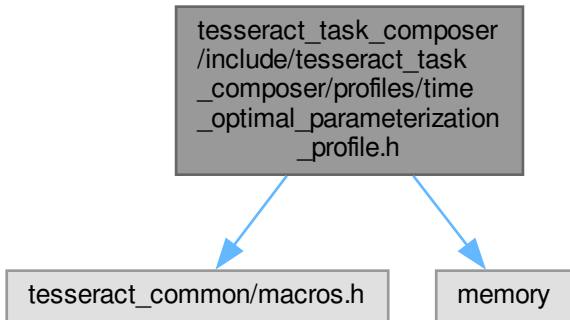 tesseract_task_composer
/include/tesseract_task
_composer/profiles/time
_optimal_parameterization
_profile.h
tesseract_common/macros.h
memory